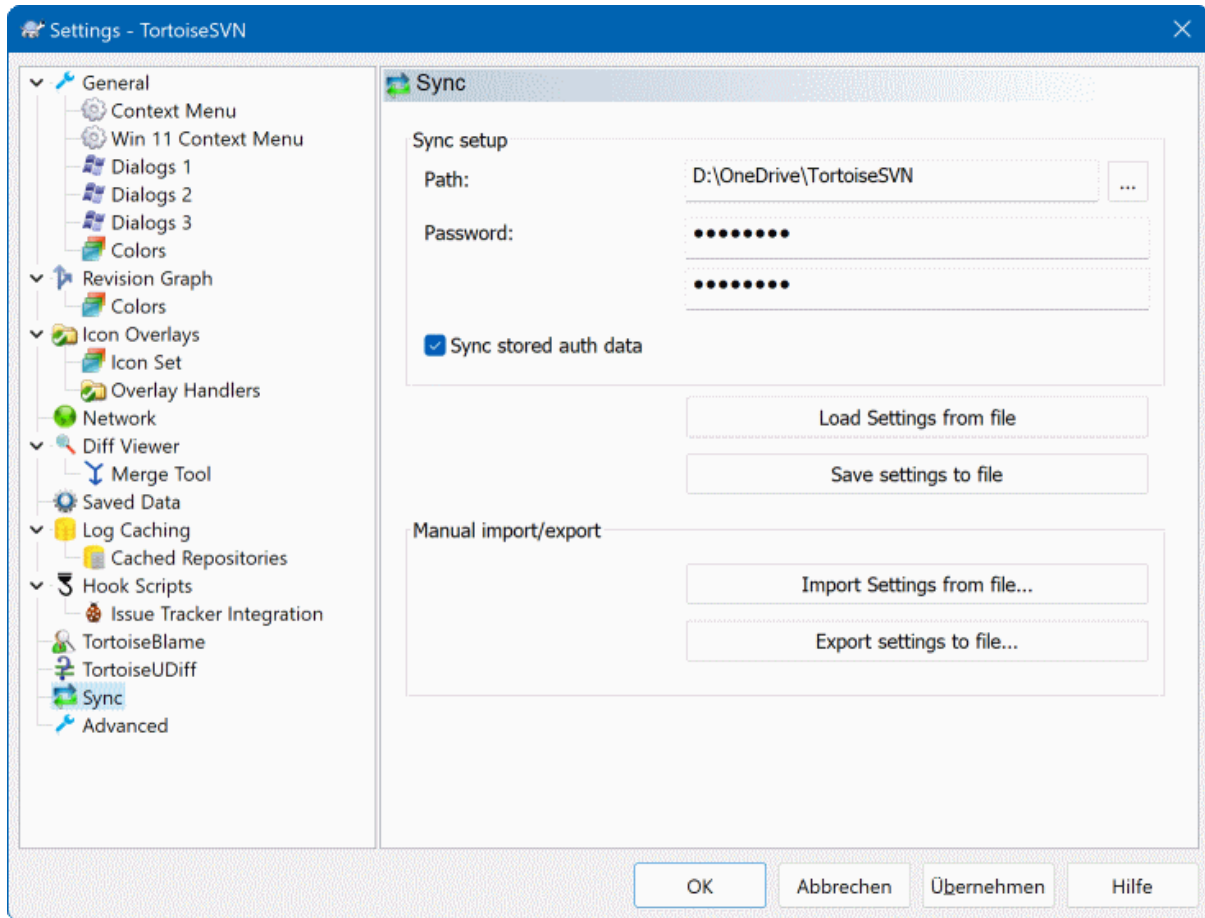 Settings - TortoiseSVN
General
Context Menu
Win 11 Context Menu
Dialogs 1
Dialogs 2
Dialogs 3
Colors
Revision Graph
Colors
Icon Overlays
Icon Set
Overlay Handlers
Network
Diff Viewer
Merge Tool
Saved Data
Log Caching
Cached Repositories
Hook Scripts
Issue Tracker Integration
TortoiseBlame
TortoiseUDiff
Sync
Advanced
Sync
Sync setup
Path:
D:\OneDrive\TortoiseSVN
...
Password:
●●●●●●●●
●●●●●●●●
Sync stored auth data
Load Settings from file
Save settings to file
Manual import/export
Import Settings from file...
Export settings to file...
OK
Abbrechen
Übernehmen
Hilfe